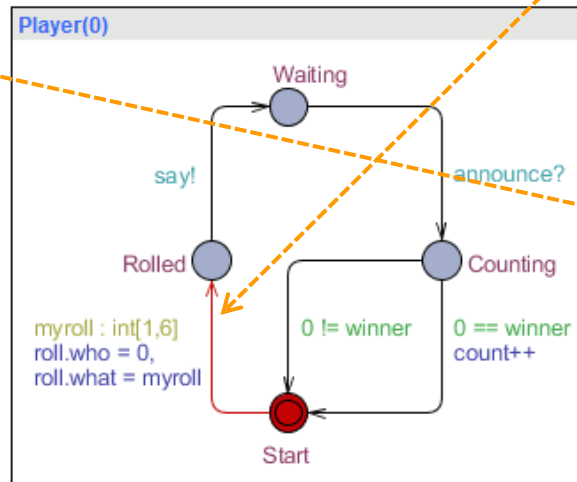 Player(0)
Waiting
say!
announce?
Rolled
Counting
myroll : int[1,6]
roll.who = 0,
roll.what = myroll
0 != winner
0 == winner
count++
Start